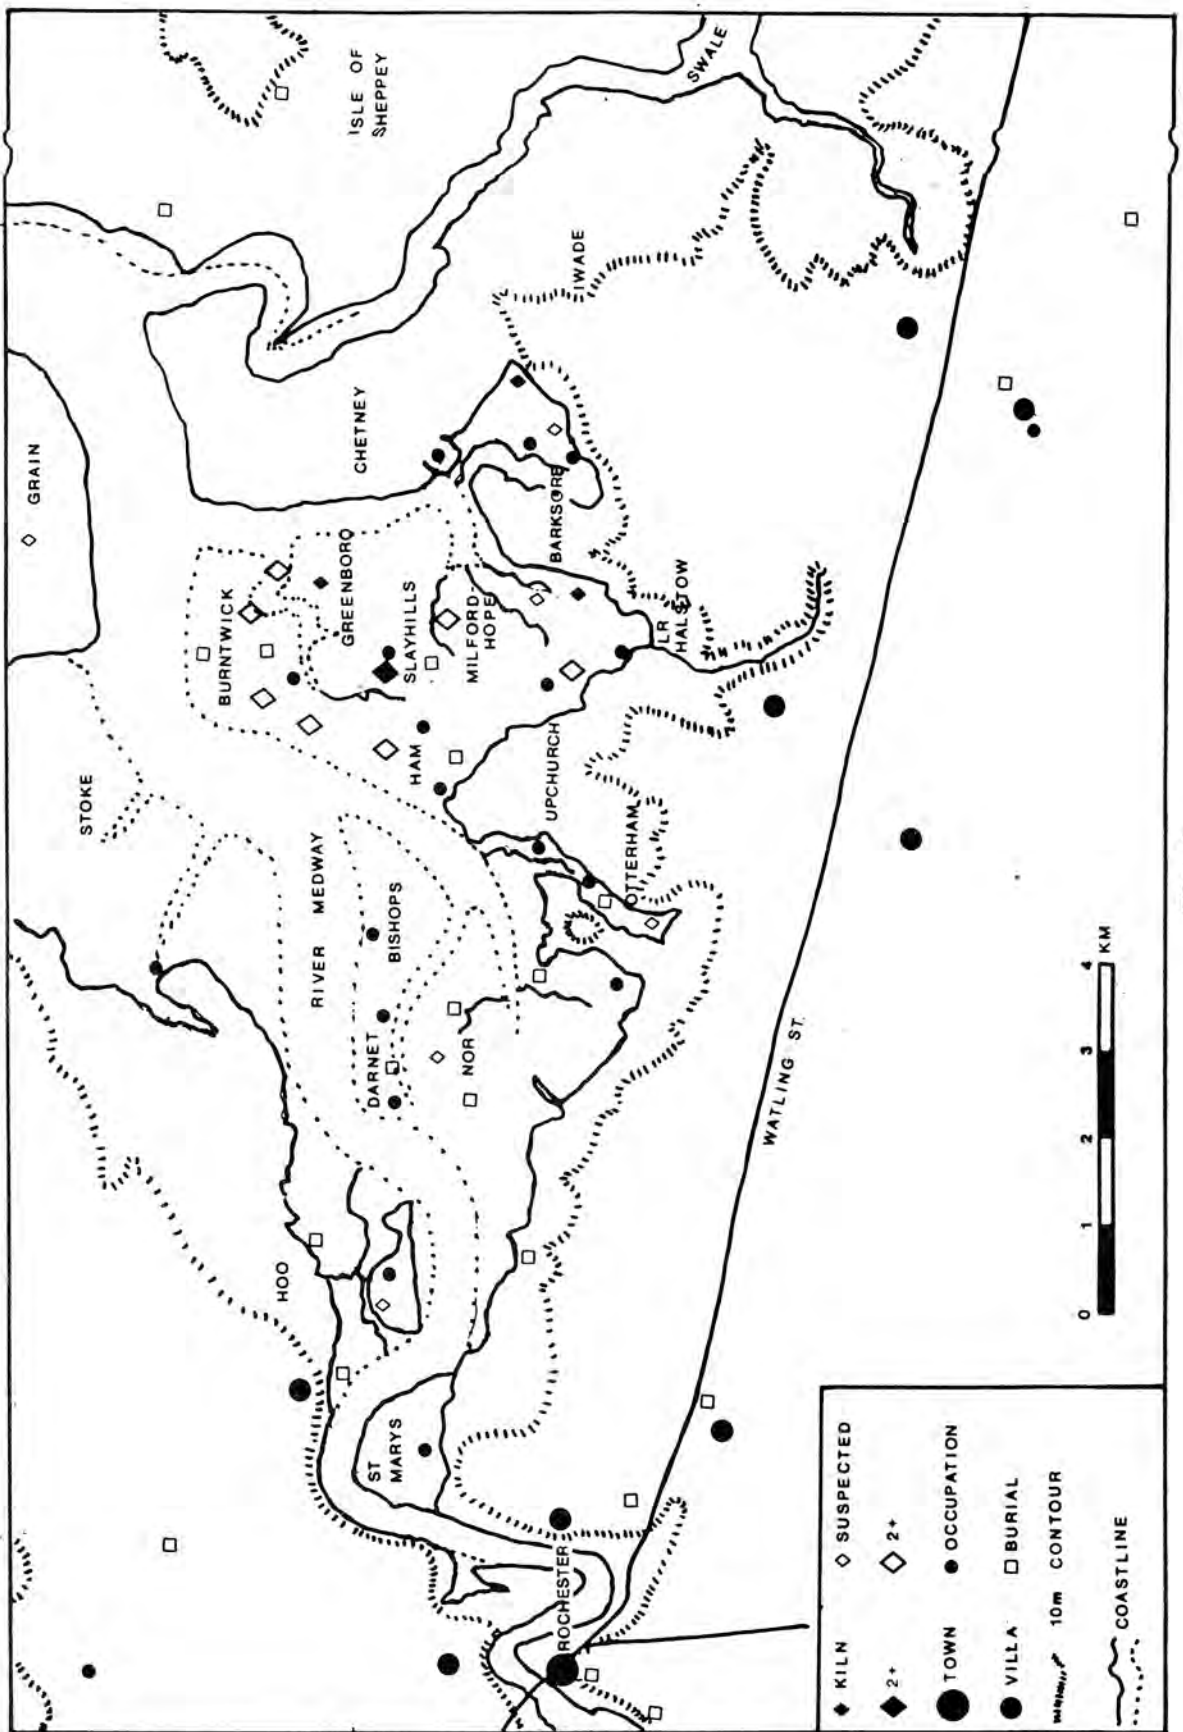 ISLE OF
SHEPPEY
SWALE
GRAIN
CHETNEY
IWADE
BURNTWICK
GREENBORO
SLAYHILLS
MILFORD-
HOPE
BARKSORE
LR
HALSTOW
STOKE
HAM
UPCHURCH
RIVER MEDWAY
BISHOPS
OTTERHAM
DARNET
NOR
WATLING ST.
HOO
ST
MARYS
ROCHESTER
0 1 2 3 4 KM
KILN SUSPECTED
2+ 2+
TOWN OCCUPATION
VILLA BURIAL
10m CONTOUR
COASTLINE